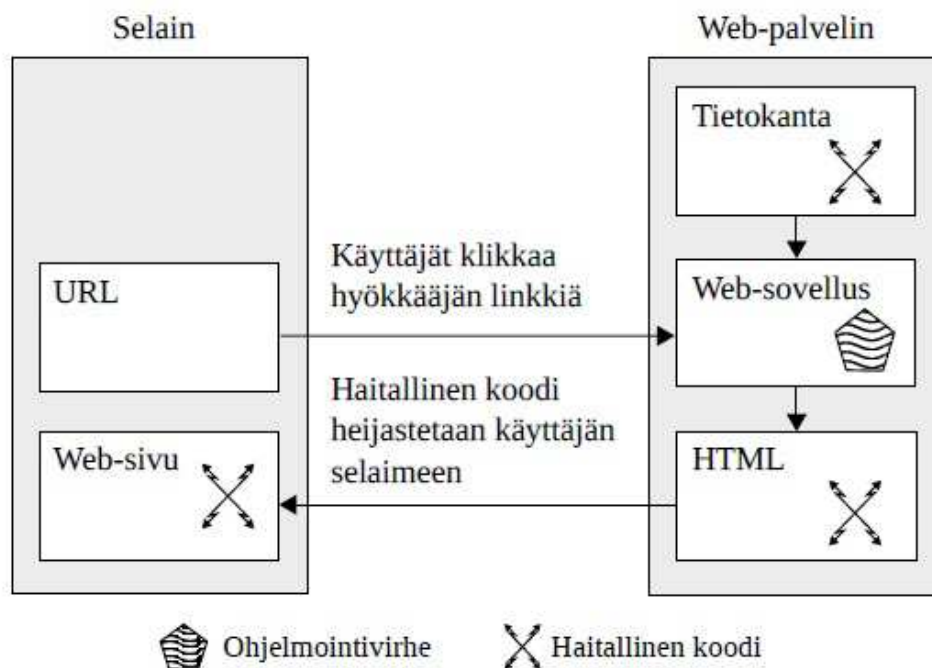 Selain
Web-palvelin
Tietokanta
Käyttäjät klikkaa
hyökkääjän linkkiä
URL
Web-sovellus
Haitallinen koodi
heijastetaan käyttäjän
selaimeen
Web-sivu
HTML
Ohjelmointivirhe
Haitallinen koodi